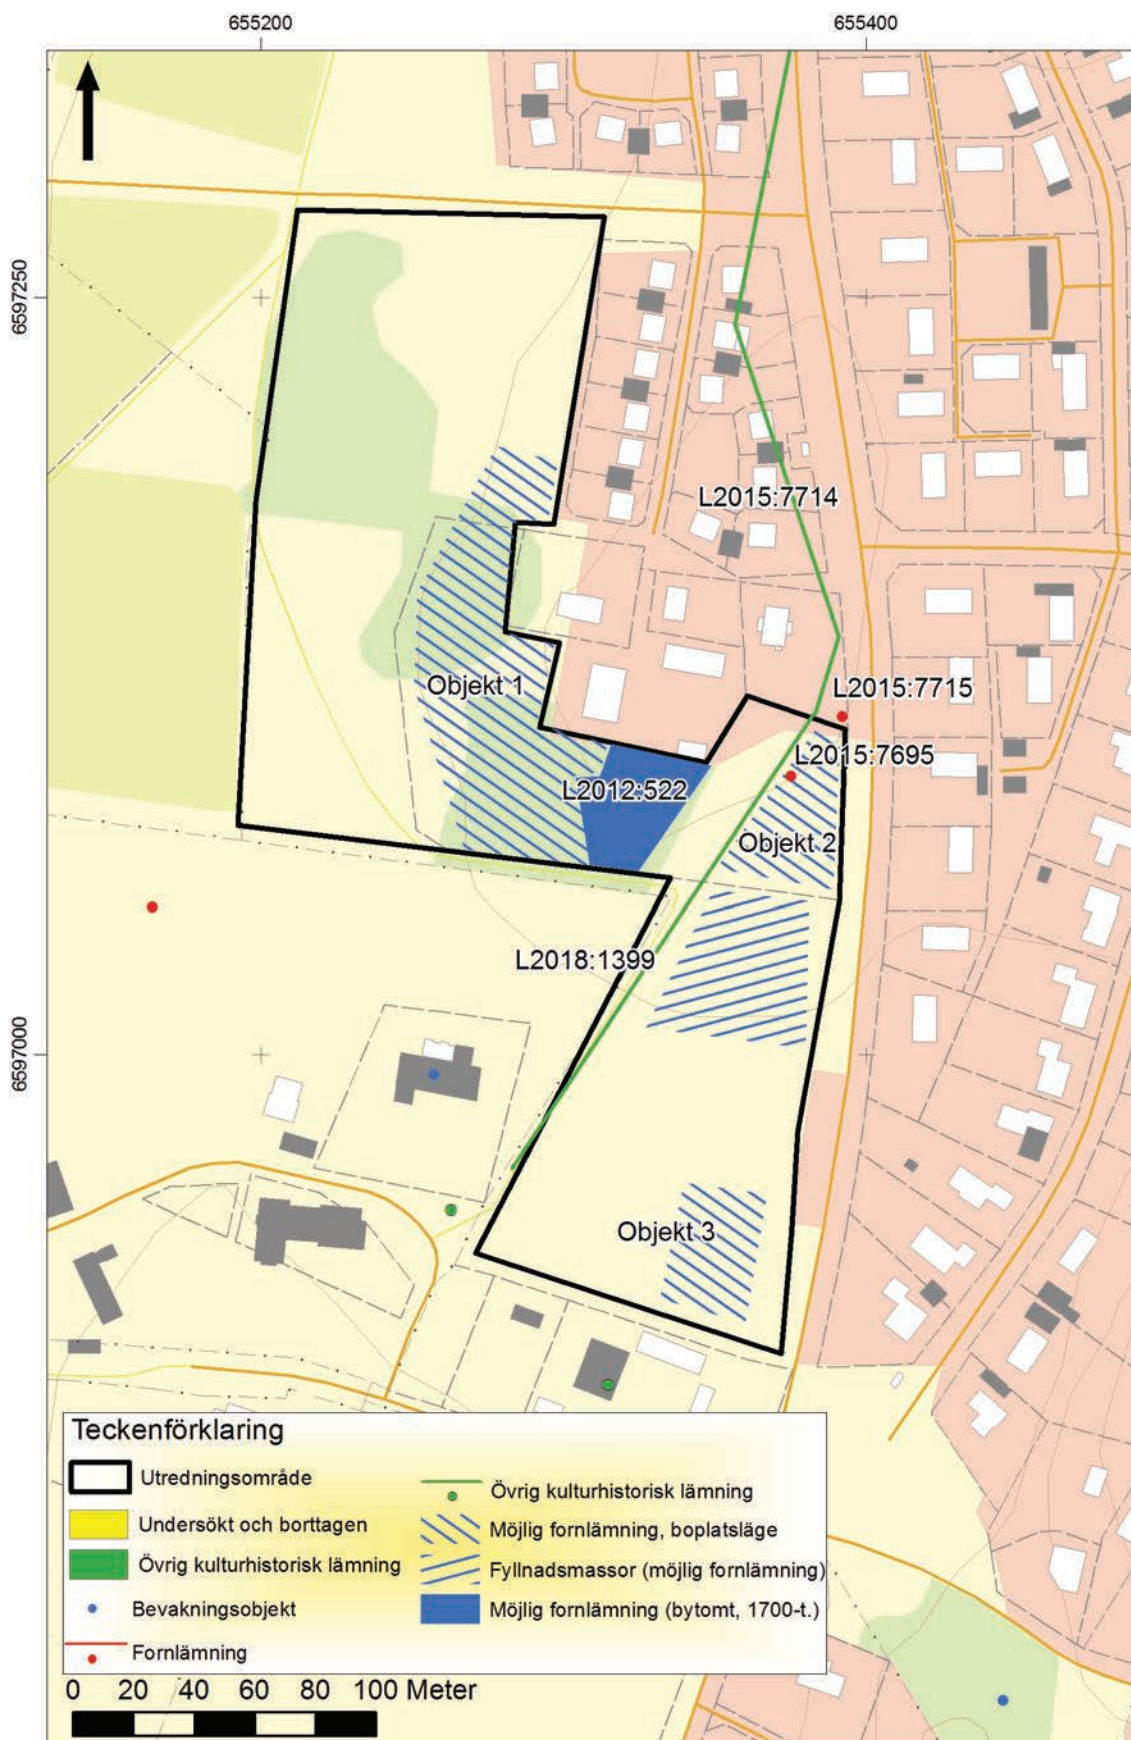 655200
655400
6597250
L2015:7714
Objekt 1
L2015:7715
L2015:7695
L2012:522
Objekt 2
L2018:1399
6597000
Objekt 3
Teckenförklaring
Utredningsområde
Undersökt och borttagen
Övrig kulturhistorisk lämning
Bevakningsobjekt
Fornlämning
Övrig kulturhistorisk lämning
Möjlig fornlämning, boplatsläge
Fyllnadsmassor (möjlig fornlämning)
Möjlig fornlämning (bytomt, 1700-t.)
0 20 40 60 80 100 Meter